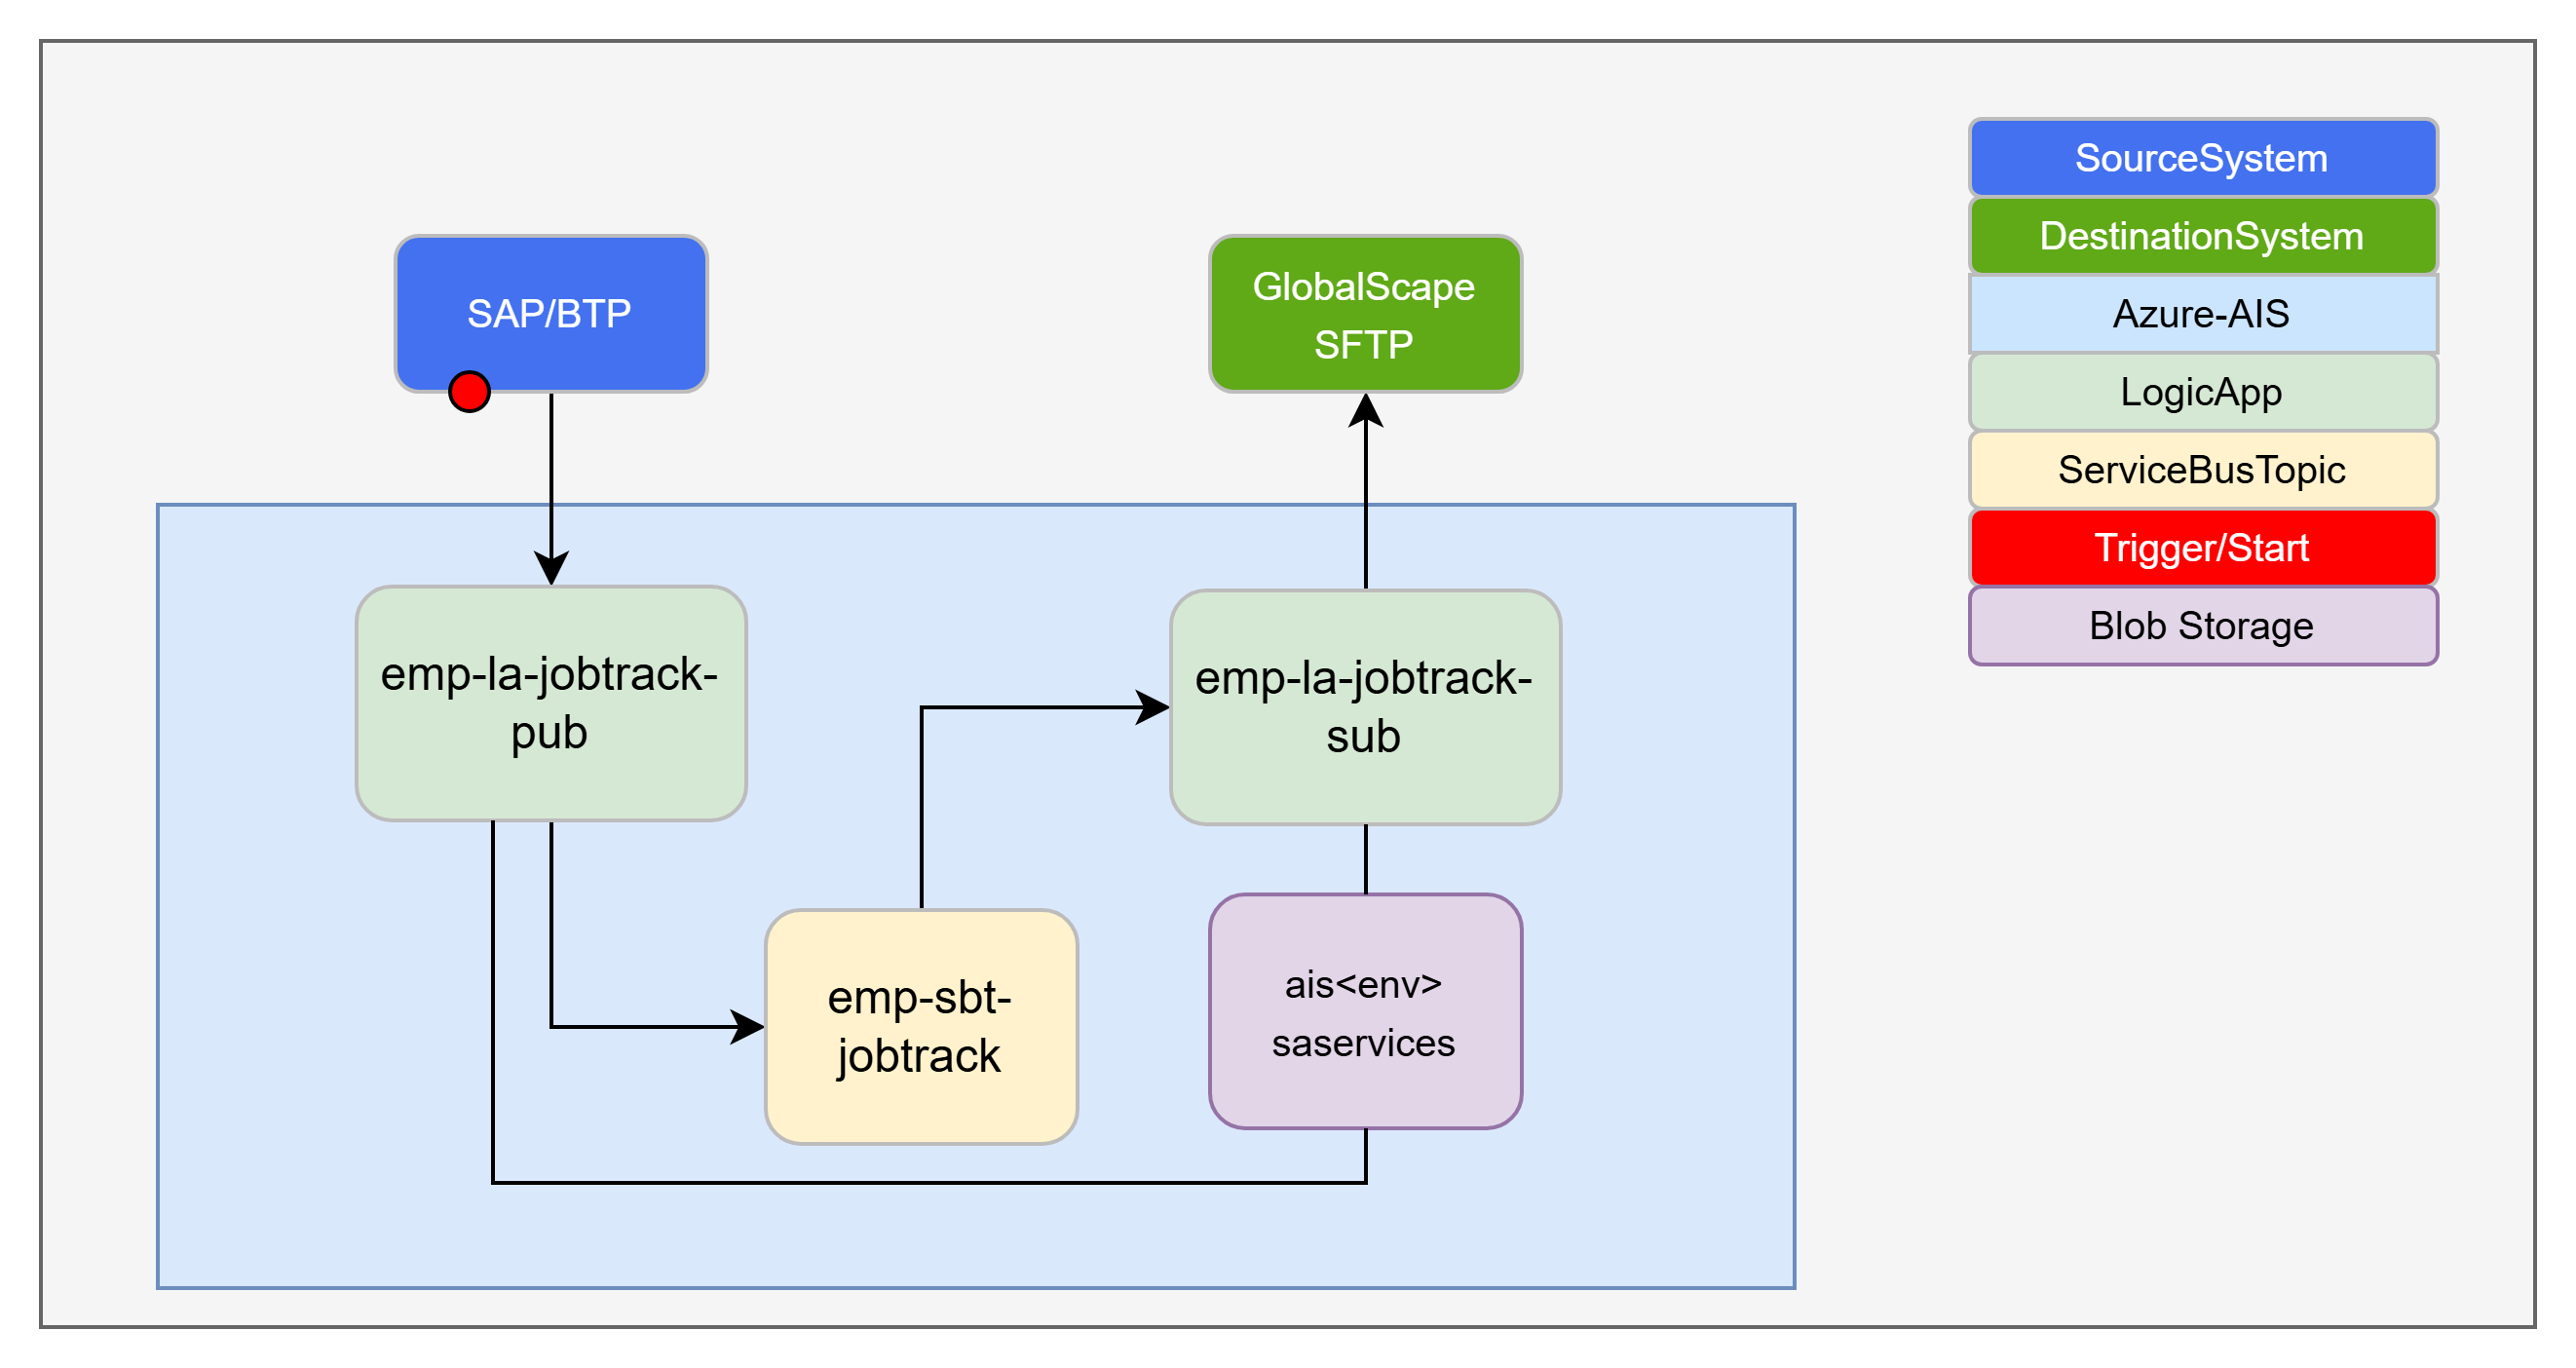 SAP/BTP
GlobalScape
SFTP
emp-la-jobtrack-
pub
emp-la-jobtrack-
sub
emp-sbt-
jobtrack
ais<env>
saservices
SourceSystem
DestinationSystem
Azure-AIS
LogicApp
ServiceBusTopic
Trigger/Start
Blob Storage